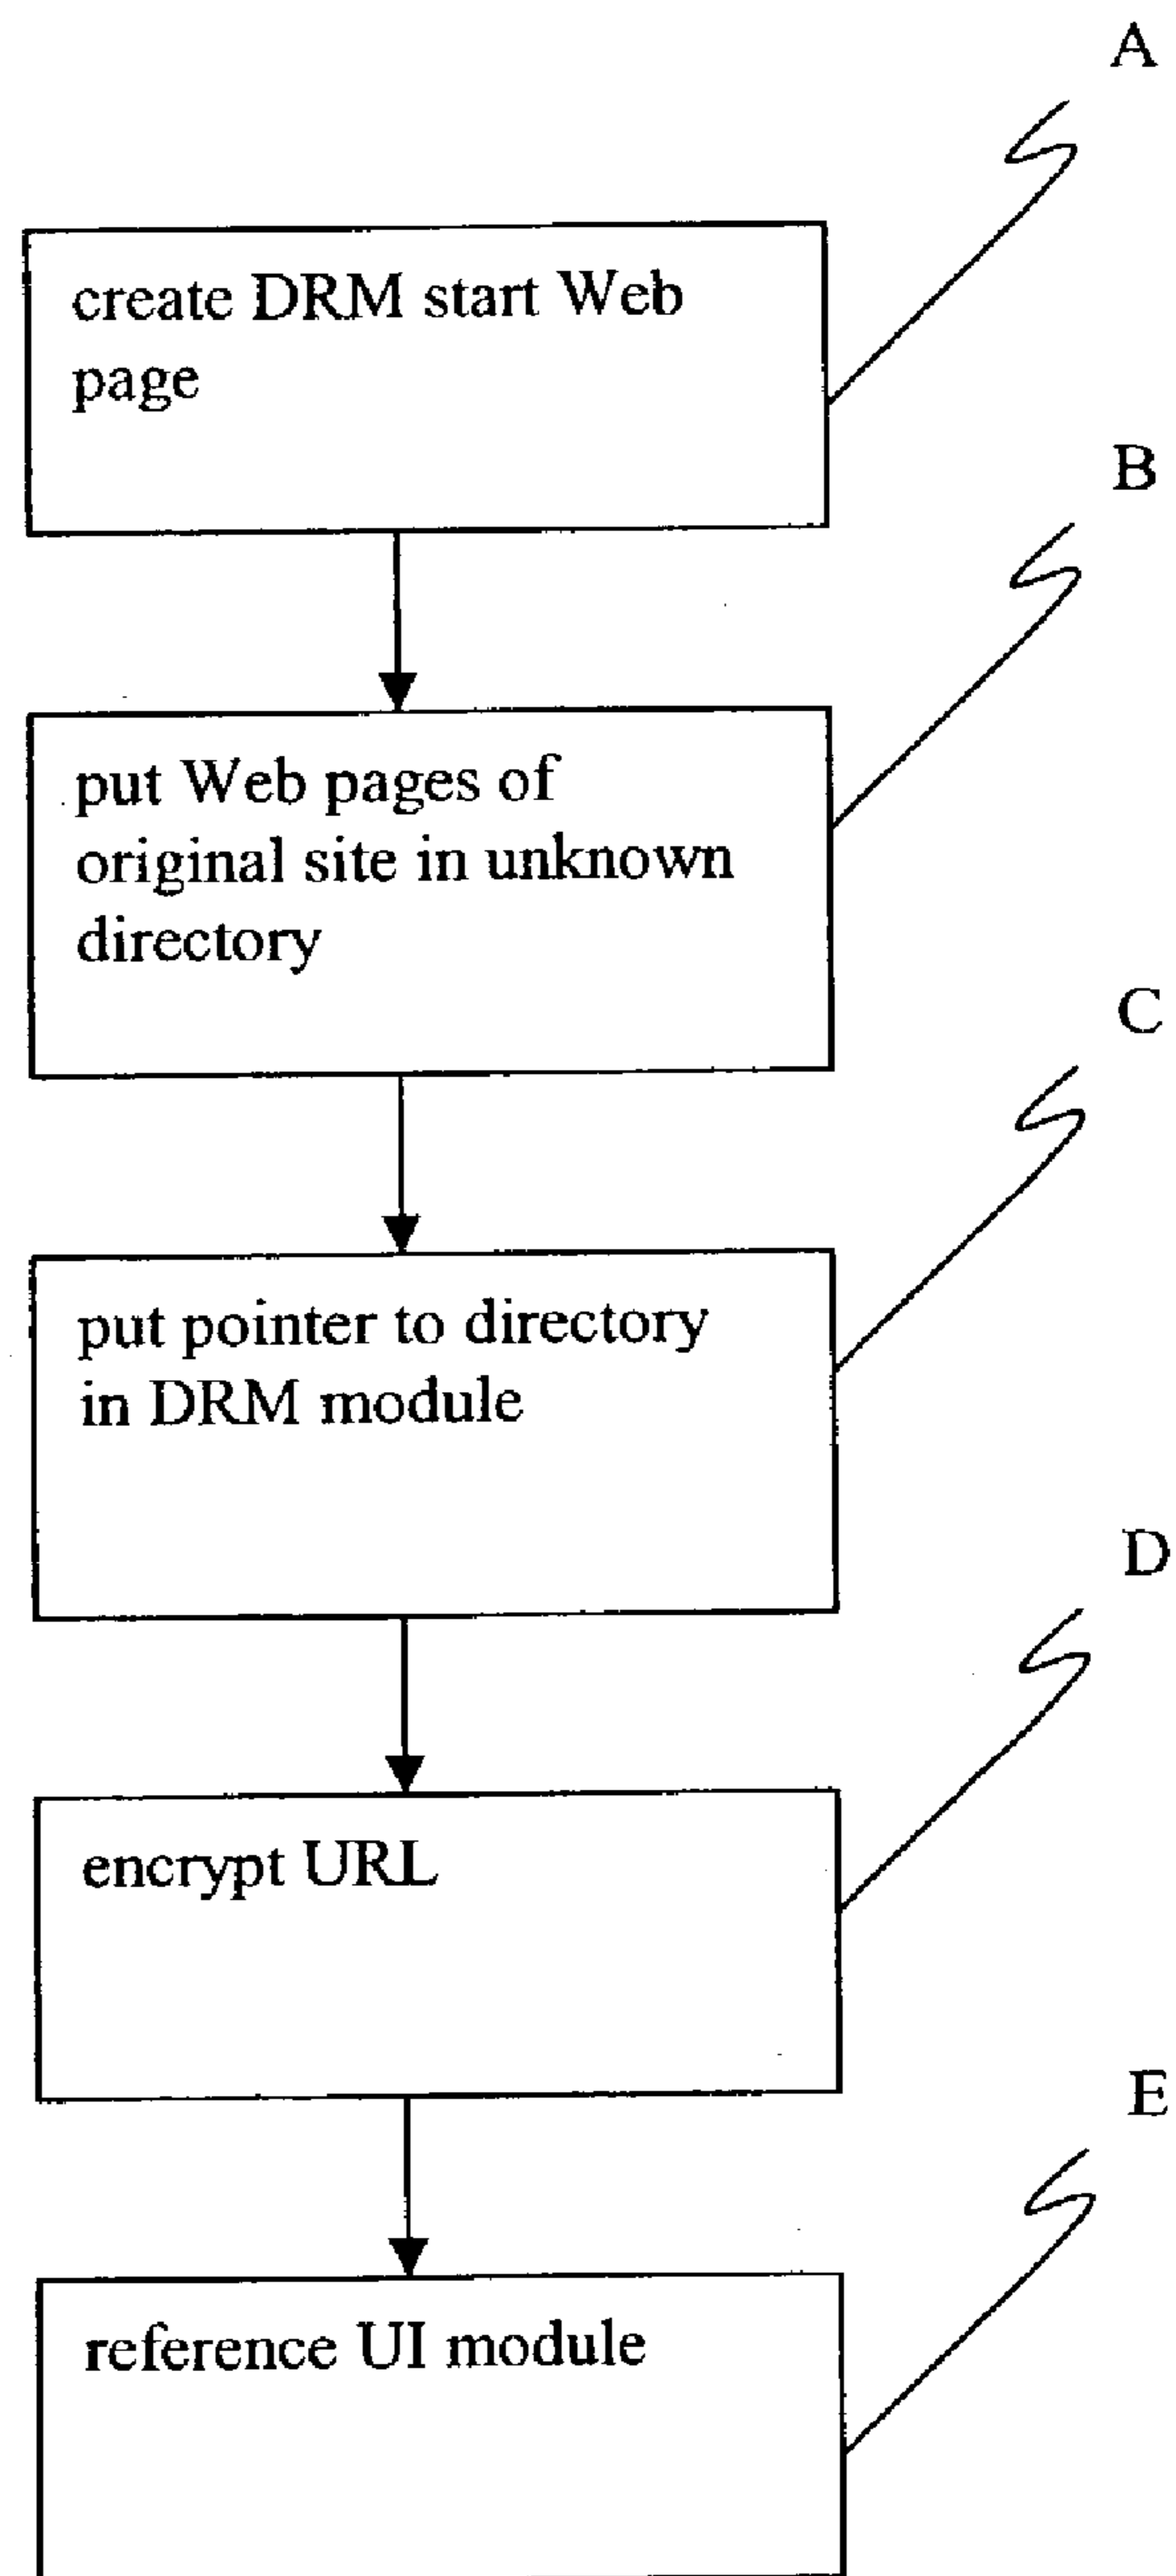 A
create DRM start Web
page
B
put Web pages of
original site in unknown
directory
C
put pointer to directory
in DRM module
D
encrypt URL
E
reference UI module